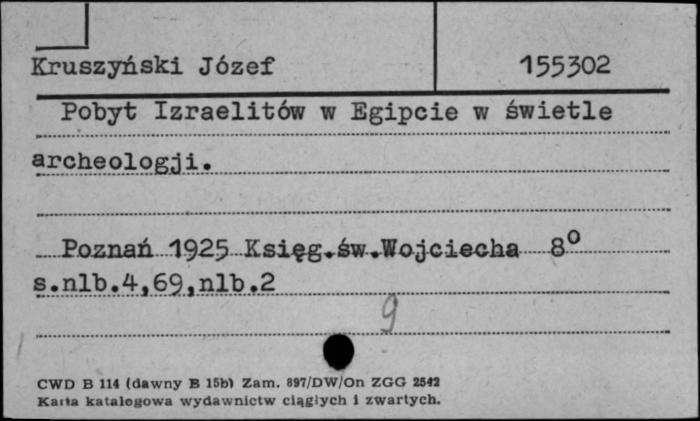 Kruszyński Józef 155302
Pobyt Izraelitów w Egipcie w świetle
archeologji.
Poznań 1925 Księg.św.Wojciecha 8°
s.nlb.4,69,nlb.2
9
CWD B 114 (dawny B 15b) Zam. 897/DW/On ZGG 2542
Karta katalogowa wydawnictw ciągłych i zwartych.